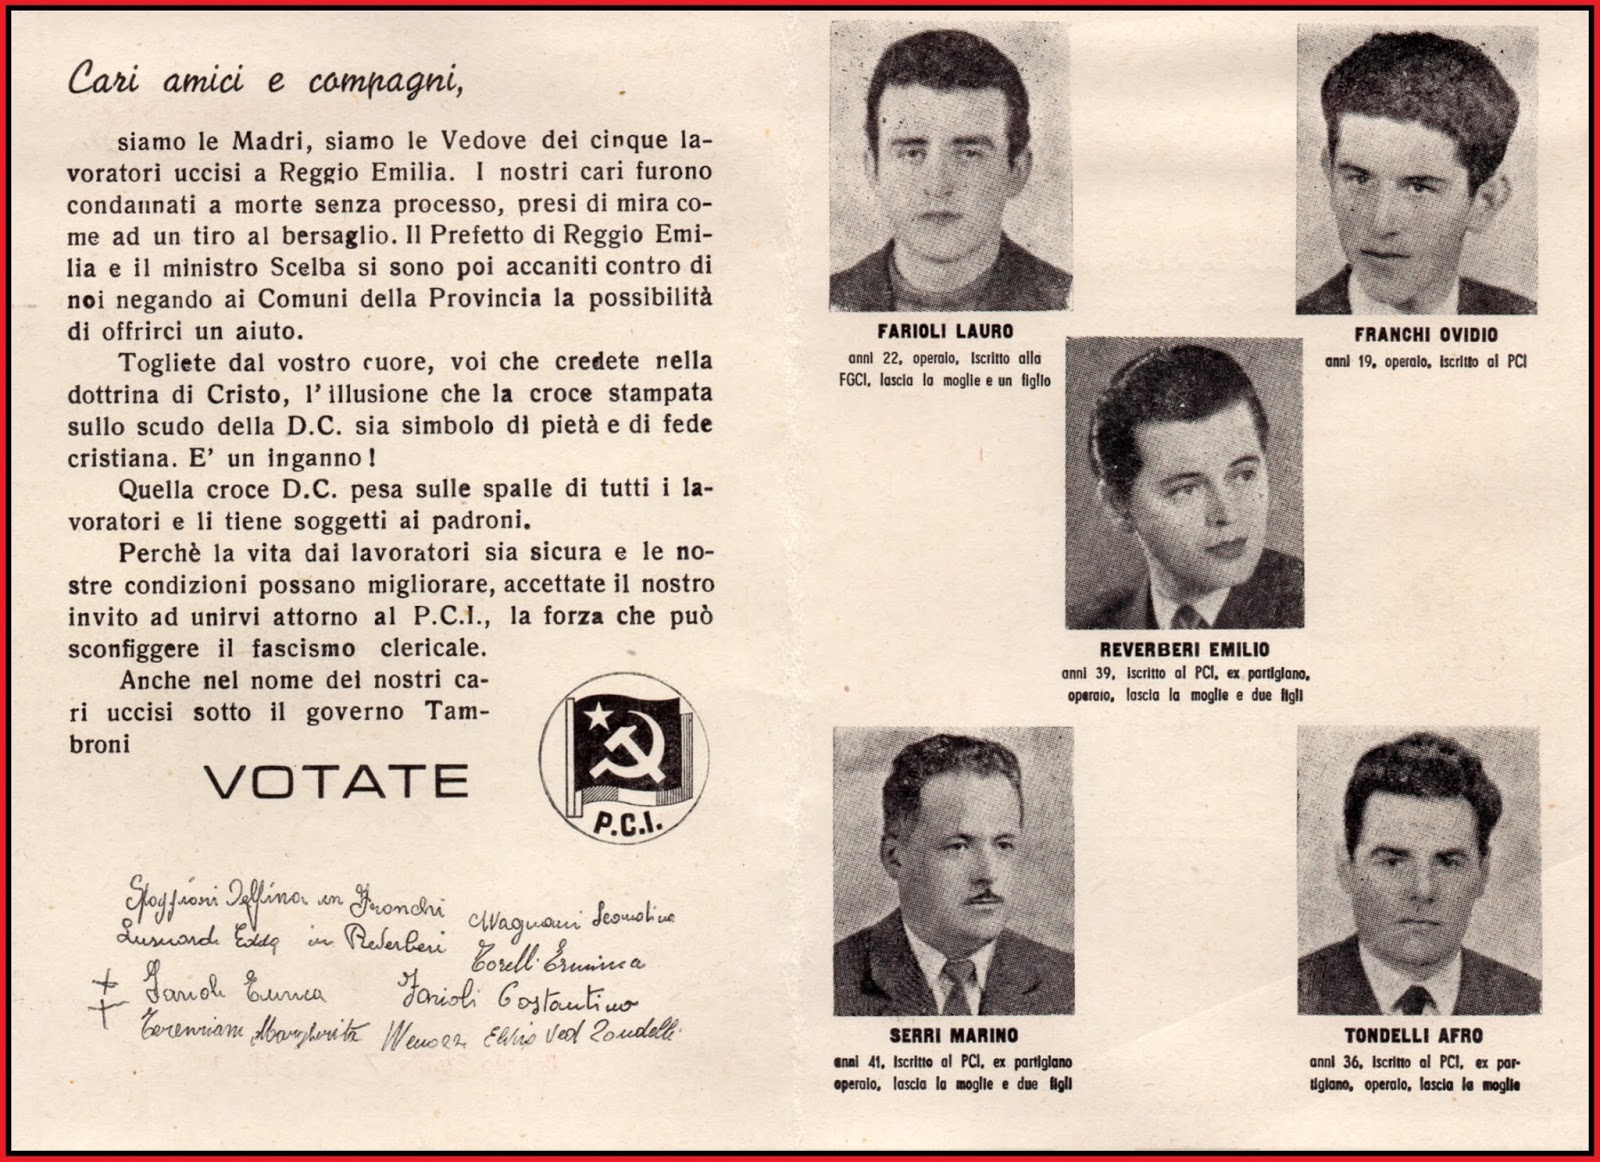 Cari amici e compagni,
siamo le Madri, siamo le Vedove dei cinque la-
voratori uccisi a Reggio Emilia. I nostri cari furono
condannati a morte senza processo, presi di mira co-
me ad un tiro al bersaglio. Il Prefetto di Reggio Emi-
lia e il ministro Scelba si sono poi accaniti contro di
noi negando ai Comuni della Provincia la possibilità
di offrirci un aiuto.
Togliete dal vostro cuore, voi che credete nella
dottrina di Cristo, l'illusione che la croce stampata
sullo scudo della D.C. sia simbolo di pietà e di fede
cristiana. E' un inganno!
Quella croce D.C. pesa sulle spalle di tutti i la-
voratori e li tiene soggetti ai padroni.
Perchè la vita dai lavoratori sia sicura e le no-
stre condizioni possano migliorare, accettate il nostro
invito ad unirvi attorno al P.C.I., la forza che può
sconfiggere il fascismo clericale.
Anche nel nome dei nostri ca-
ri uccisi sotto il governo Tam-
broni
VOTATE
P.C.I.
Delfina in Franchi
Edda in Reverberi
Torelli Erminia
Farioli
Farioli Costantino
Margherita
FARIOLI LAURO
anni 22, operaio, iscritto alla
FGCI, lascia la moglie e un figlio
FRANCHI OVIDIO
anni 19, operaio, iscritto al PCI
REVERBERI EMILIO
anni 39, iscritto al PCI, ex partigiano,
operaio, lascia la moglie e due figli
SERRI MARINO
anni 41, iscritto al PCI, ex partigiano
operaio, lascia la moglie e due figli
TONDELLI AFRO
anni 36, iscritto al PCI, ex par-
tigiano, operaio, lascia la moglie